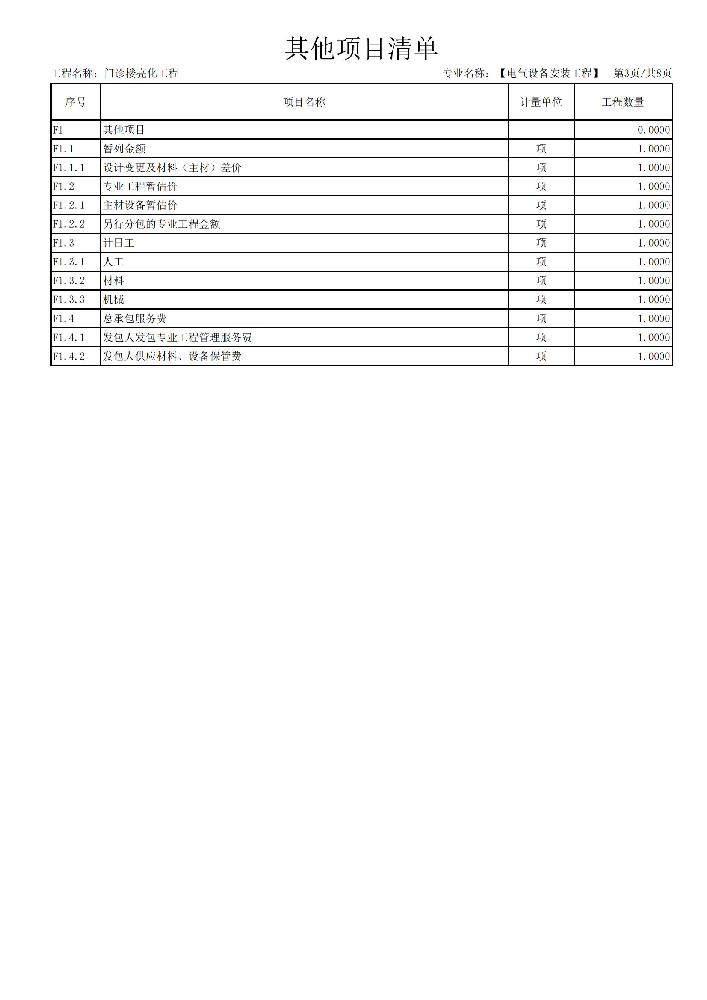 其他项目清单
工程名称：门诊楼亮化工程 专业名称：【电气设备安装工程】 第3页/共8页
序号 项目名称 计量单位 工程数量
F1 其他项目 0.0000
F1.1 暂列金额 项 1.0000
F1.1.1 设计变更及材料（主材）差价 项 1.0000
F1.2 专业工程暂估价 项 1.0000
F1.2.1 主材设备暂估价 项 1.0000
F1.2.2 另行分包的专业工程金额 项 1.0000
F1.3 计日工 项 1.0000
F1.3.1 人工 项 1.0000
F1.3.2 材料 项 1.0000
F1.3.3 机械 项 1.0000
F1.4 总承包服务费 项 1.0000
F1.4.1 发包人发包专业工程管理服务费 项 1.0000
F1.4.2 发包人供应材料、设备保管费 项 1.0000